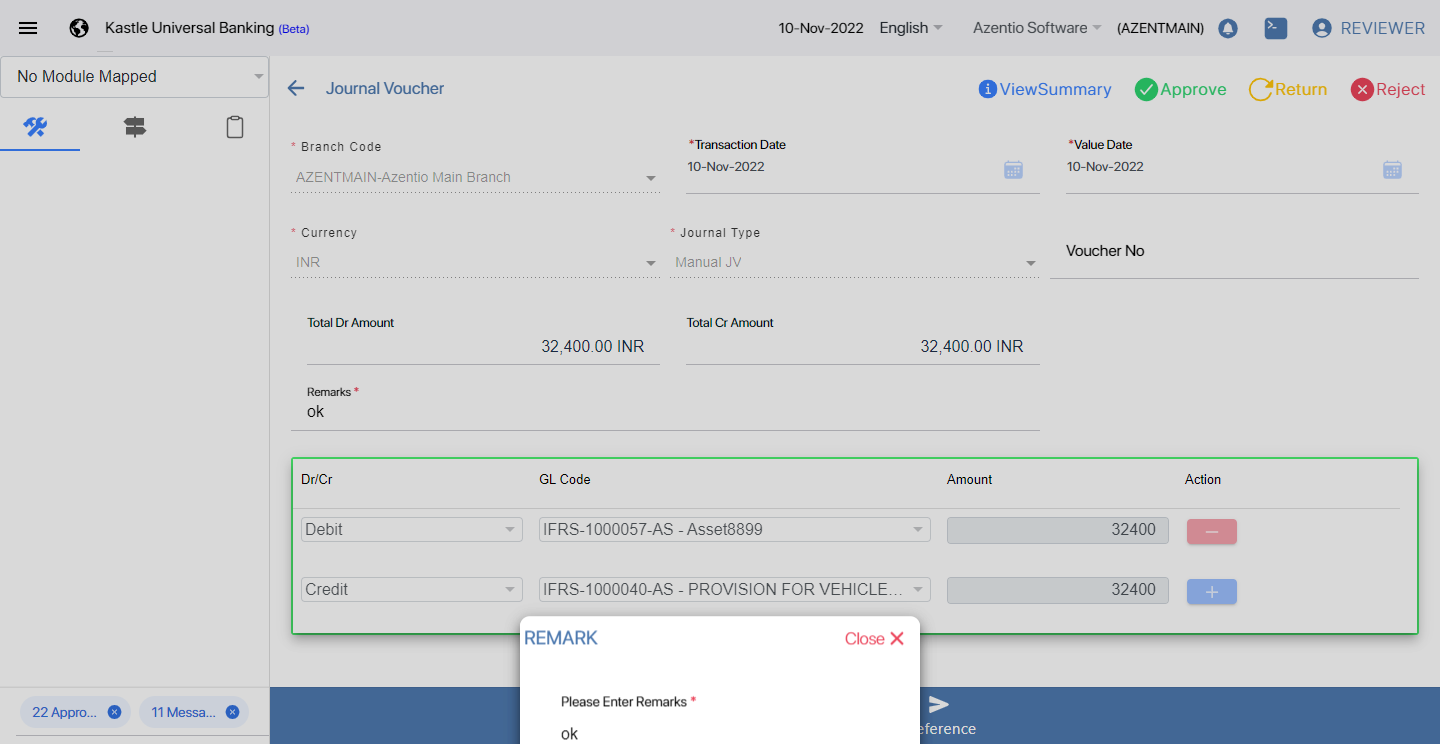 Kastle Universal Banking (Beta)
10-Nov-2022 English Azentio Software (AZENTMAIN) REVIEWER
No Module Mapped
Journal Voucher
ViewSummary Approve Return Reject
* Branch Code
AZENTMAIN-Azentio Main Branch
*Transaction Date
10-Nov-2022
*Value Date
10-Nov-2022
* Currency
INR
* Journal Type
Manual JV
Voucher No
Total Dr Amount
32,400.00 INR
Total Cr Amount
32,400.00 INR
Remarks *
ok
Dr/Cr GL Code Amount Action
Debit IFRS-1000057-AS - Asset8899 32400
Credit IFRS-1000040-AS - PROVISION FOR VEHICLE... 32400
REMARK Close
Please Enter Remarks *
ok
22 Appro... 11 Messa...
eference